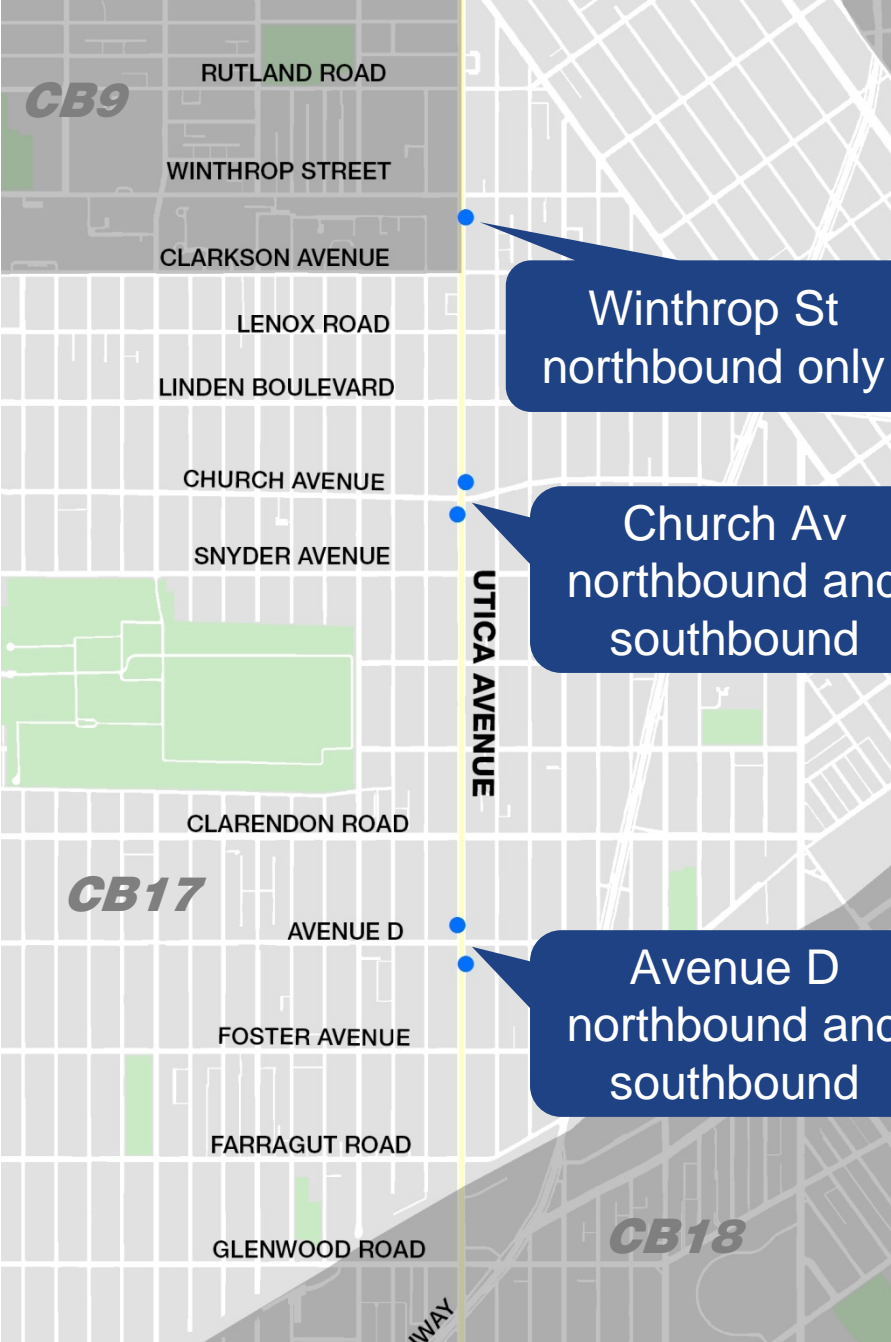 RUTLAND ROAD
CB9
WINTHROP STREET
CLARKSON AVENUE
LENOX ROAD
Winthrop St
northbound only
LINDEN BOULEVARD
CHURCH AVENUE
Church Av
northbound and
southbound
SNYDER AVENUE
UTICA AVENUE
CLARENDON ROAD
CB17
AVENUE D
Avenue D
northbound and
southbound
FOSTER AVENUE
FARRAGUT ROAD
CB18
GLENWOOD ROAD